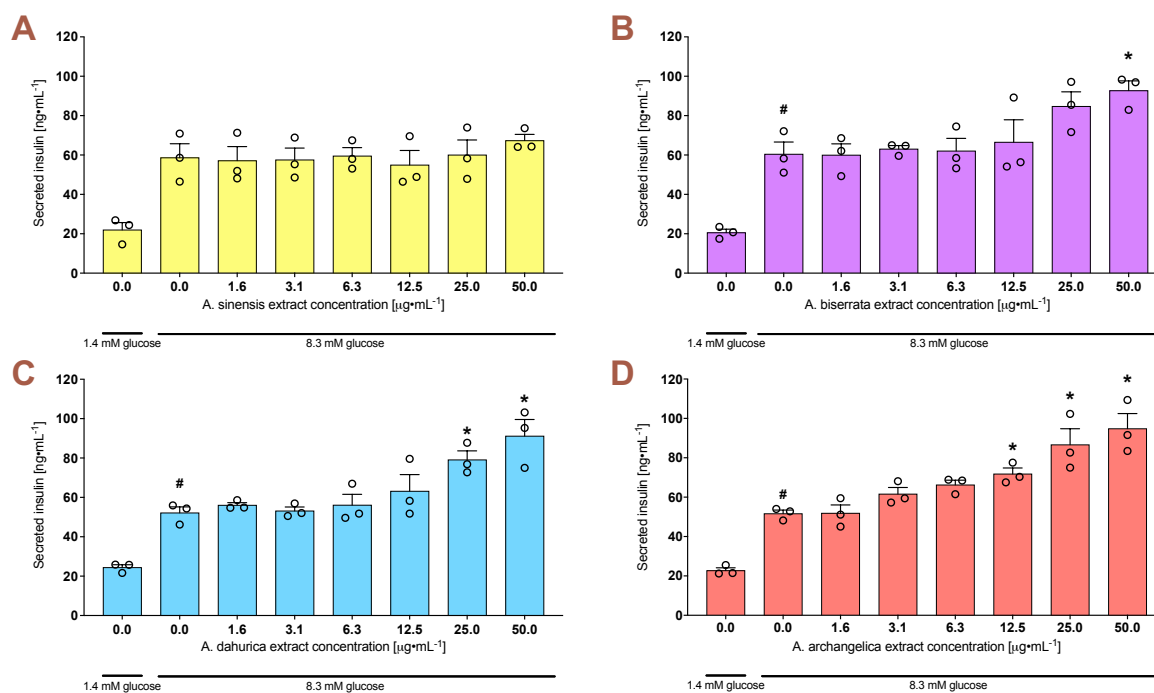 A
Secreted insulin [ng•mL-1]
120
100
80
60
40
20
0
0.0 0.0 1.6 3.1 6.3 12.5 25.0 50.0
A. sinensis extract concentration [μg•mL-1]
1.4 mM glucose 8.3 mM glucose
B
Secreted insulin [ng•mL-1]
120
100
80
60
40
20
0
#
*
0.0 0.0 1.6 3.1 6.3 12.5 25.0 50.0
A. biserrata extract concentration [μg•mL-1]
1.4 mM glucose 8.3 mM glucose
C
Secreted insulin [ng•mL-1]
120
100
80
60
40
20
0
#
*
*
0.0 0.0 1.6 3.1 6.3 12.5 25.0 50.0
A. dahurica extract concentration [μg•mL-1]
1.4 mM glucose 8.3 mM glucose
D
Secreted insulin [ng•mL-1]
120
100
80
60
40
20
0
#
*
*
*
0.0 0.0 1.6 3.1 6.3 12.5 25.0 50.0
A. archangelica extract concentration [μg•mL-1]
1.4 mM glucose 8.3 mM glucose